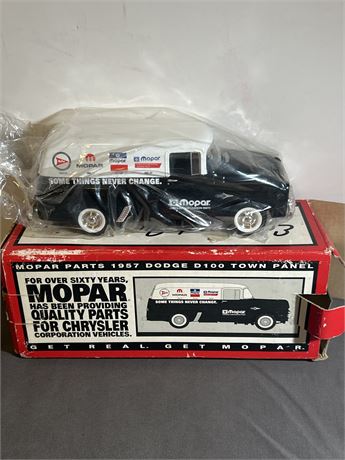 MOPAR
Mopar
SOME THINGS NEVER CHANGE.
Mopar
3
MOPAR PARTS 1957 DODGE D100 TOWN PANEL
FOR OVER SIXTY YEARS,
MOPAR
HAS BEEN PROVIDING
QUALITY PARTS
FOR CHRYSLER
CORPORATION VEHICLES.
SOME THINGS NEVER CHANGE.
Mopar
GET REAL. GET MOPAR.